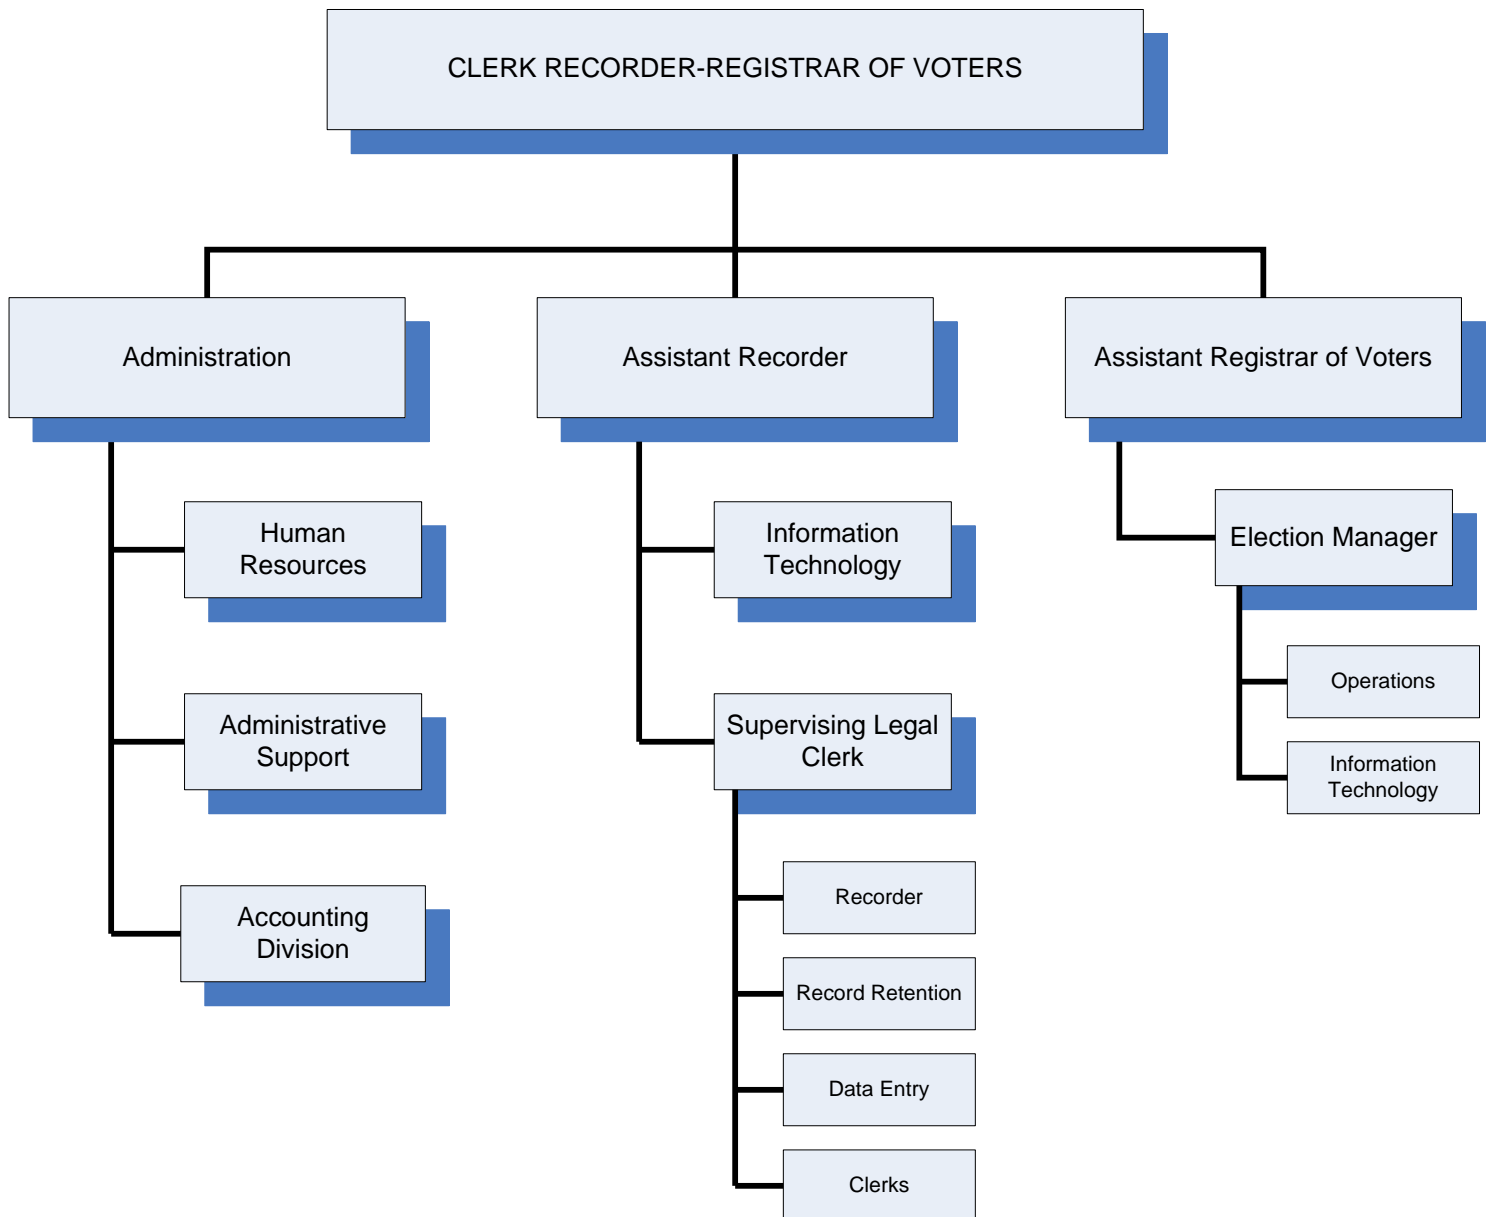 CLERK RECORDER-REGISTRAR OF VOTERS
Administration
Assistant Recorder
Assistant Registrar of Voters
Human
Resources
Administrative
Support
Accounting
Division
Information
Technology
Supervising Legal
Clerk
Recorder
Record Retention
Data Entry
Clerks
Election Manager
Operations
Information
Technology